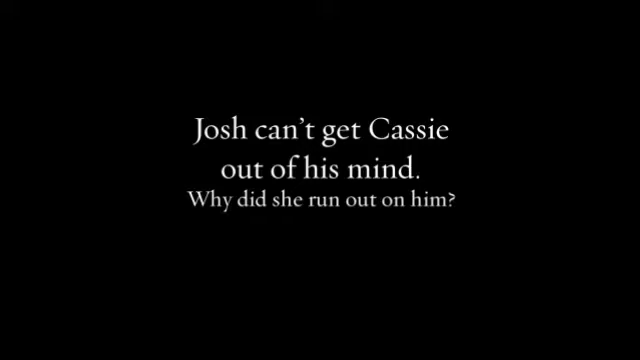 Josh can’t get Cassie
out of his mind.
Why did she run out on him?